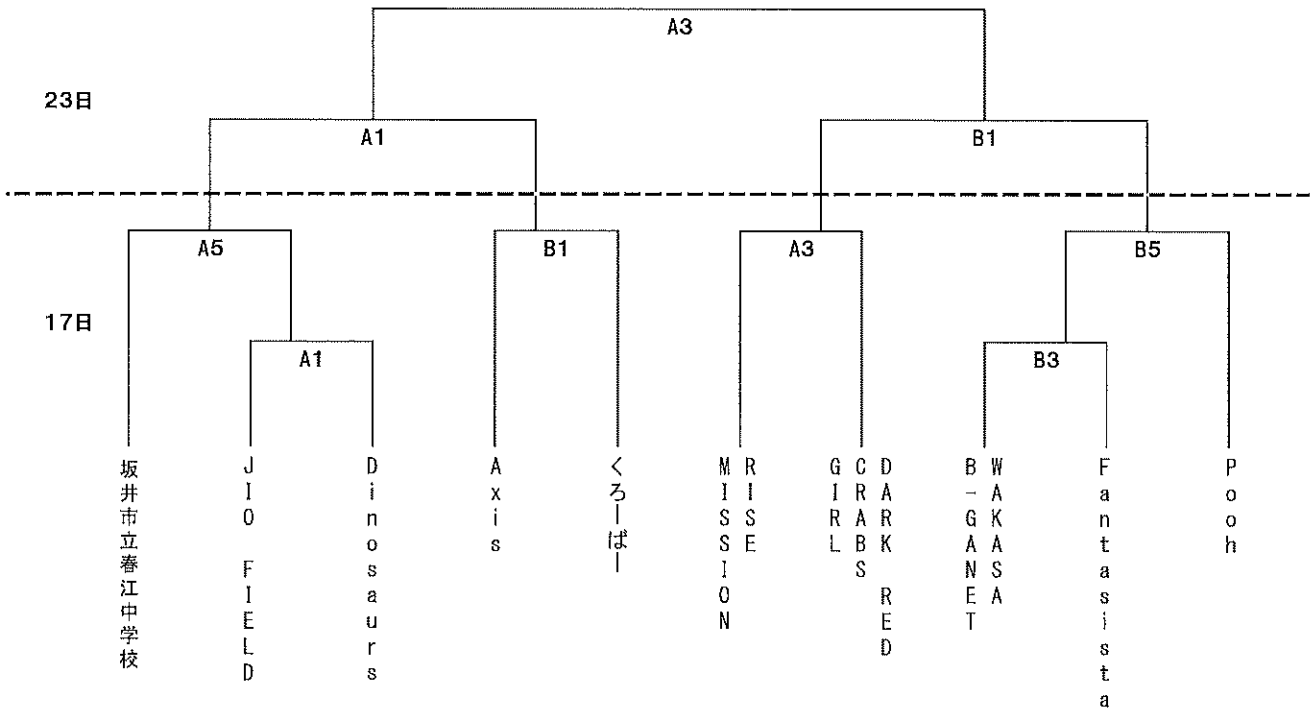 A3
23日
A1
B1
A5
B1
A3
B5
17日
A1
B3
坂井市立春江中学校
JIO FIELD
Dinosaurs
Axis
くろーばー
RISE
MISSION
DARK RED
CRABS
GIRL
WAKASA
B-GANET
Fantasista
Pooh